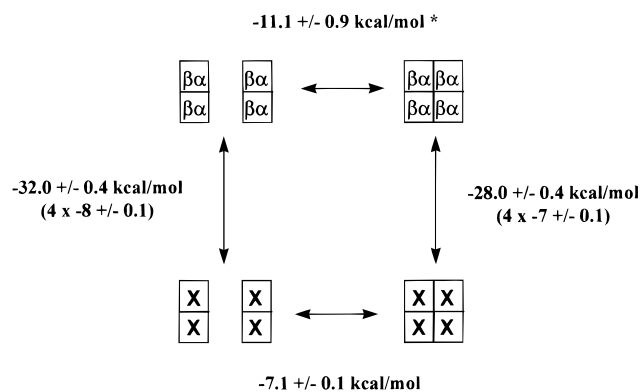 -11.1 +/- 0.9 kcal/mol *
βα βα βαβα
βα βα βαβα
-32.0 +/- 0.4 kcal/mol
(4 x -8 +/- 0.1)
-28.0 +/- 0.4 kcal/mol
(4 x -7 +/- 0.1)
X X X X
X X X X
-7.1 +/- 0.1 kcal/mol